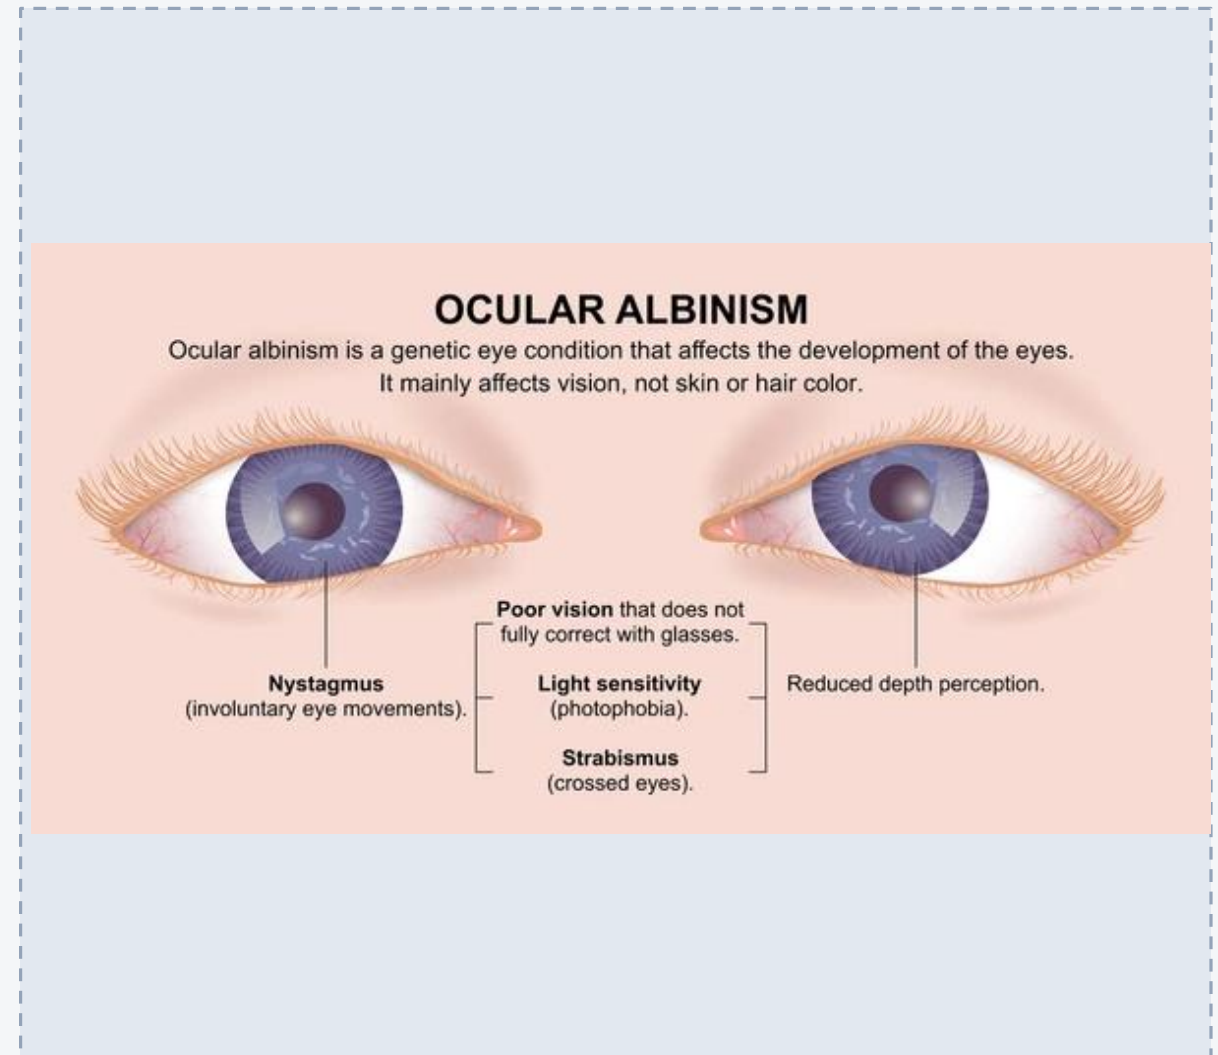 OCULAR ALBINISM
Ocular albinism is a genetic eye condition that affects the development of the eyes.
It mainly affects vision, not skin or hair color.
Poor vision that does not
fully correct with glasses.
Nystagmus
(involuntary eye movements).
Light sensitivity
(photophobia).
Reduced depth perception.
Strabismus
(crossed eyes).